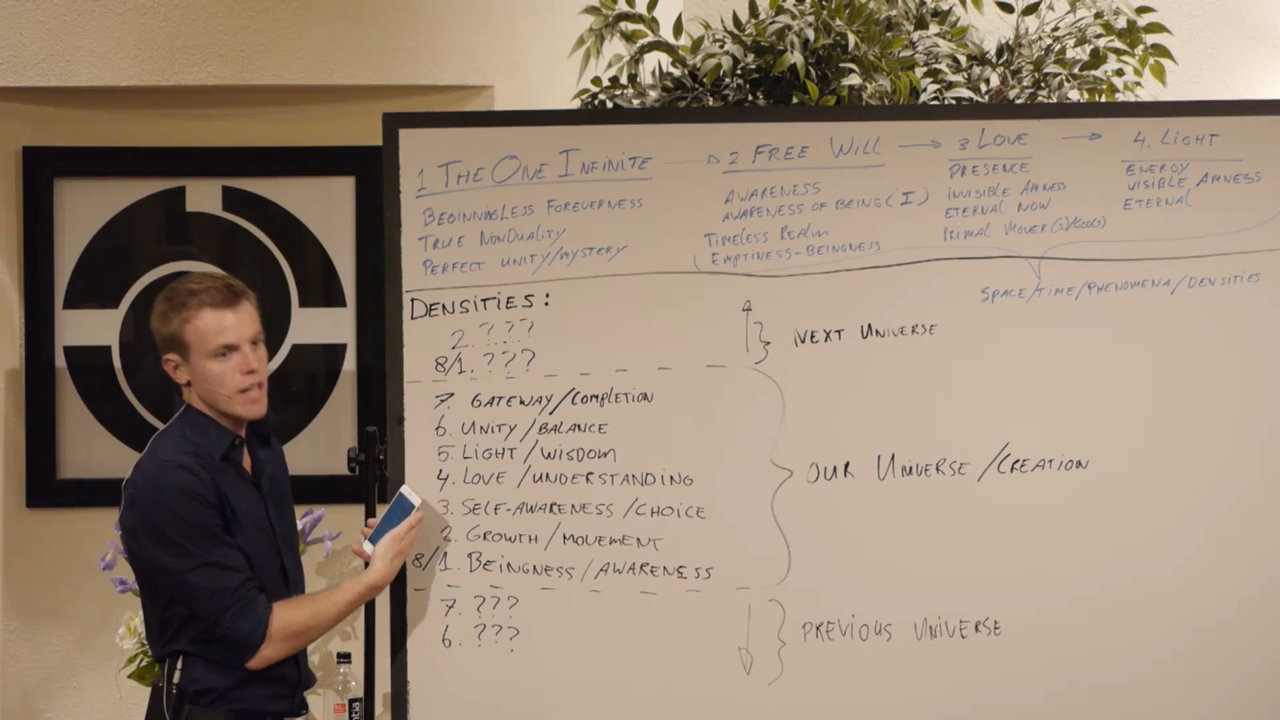 1 THE ONE INFINITE
BEGINNINGLESS FOREVERNESS
TRUE NONDUALITY
PERFECT UNITY/MYSTERY
2. FREE WILL
AWARENESS
AWARENESS OF BEING (I)
TIMELESS REALM
EMPTINESS-BEINGNESS
3. LOVE
PRESENCE
INVISIBLE AMNESS
ETERNAL NOW
PRIMAL MOVER(S)/GOD(S)
4. LIGHT
ENERGY
VISIBLE AMNESS
ETERNAL
SPACE/TIME/PHENOMENA/DENSITIES
DENSITIES:
2. ???
8/1. ???
NEXT UNIVERSE
7. GATEWAY/COMPLETION
6. UNITY/BALANCE
5. LIGHT/WISDOM
4. LOVE/UNDERSTANDING
3. SELF-AWARENESS/CHOICE
2. GROWTH/MOVEMENT
8/1. BEINGNESS/AWARENESS
OUR UNIVERSE/CREATION
7. ???
6. ???
PREVIOUS UNIVERSE